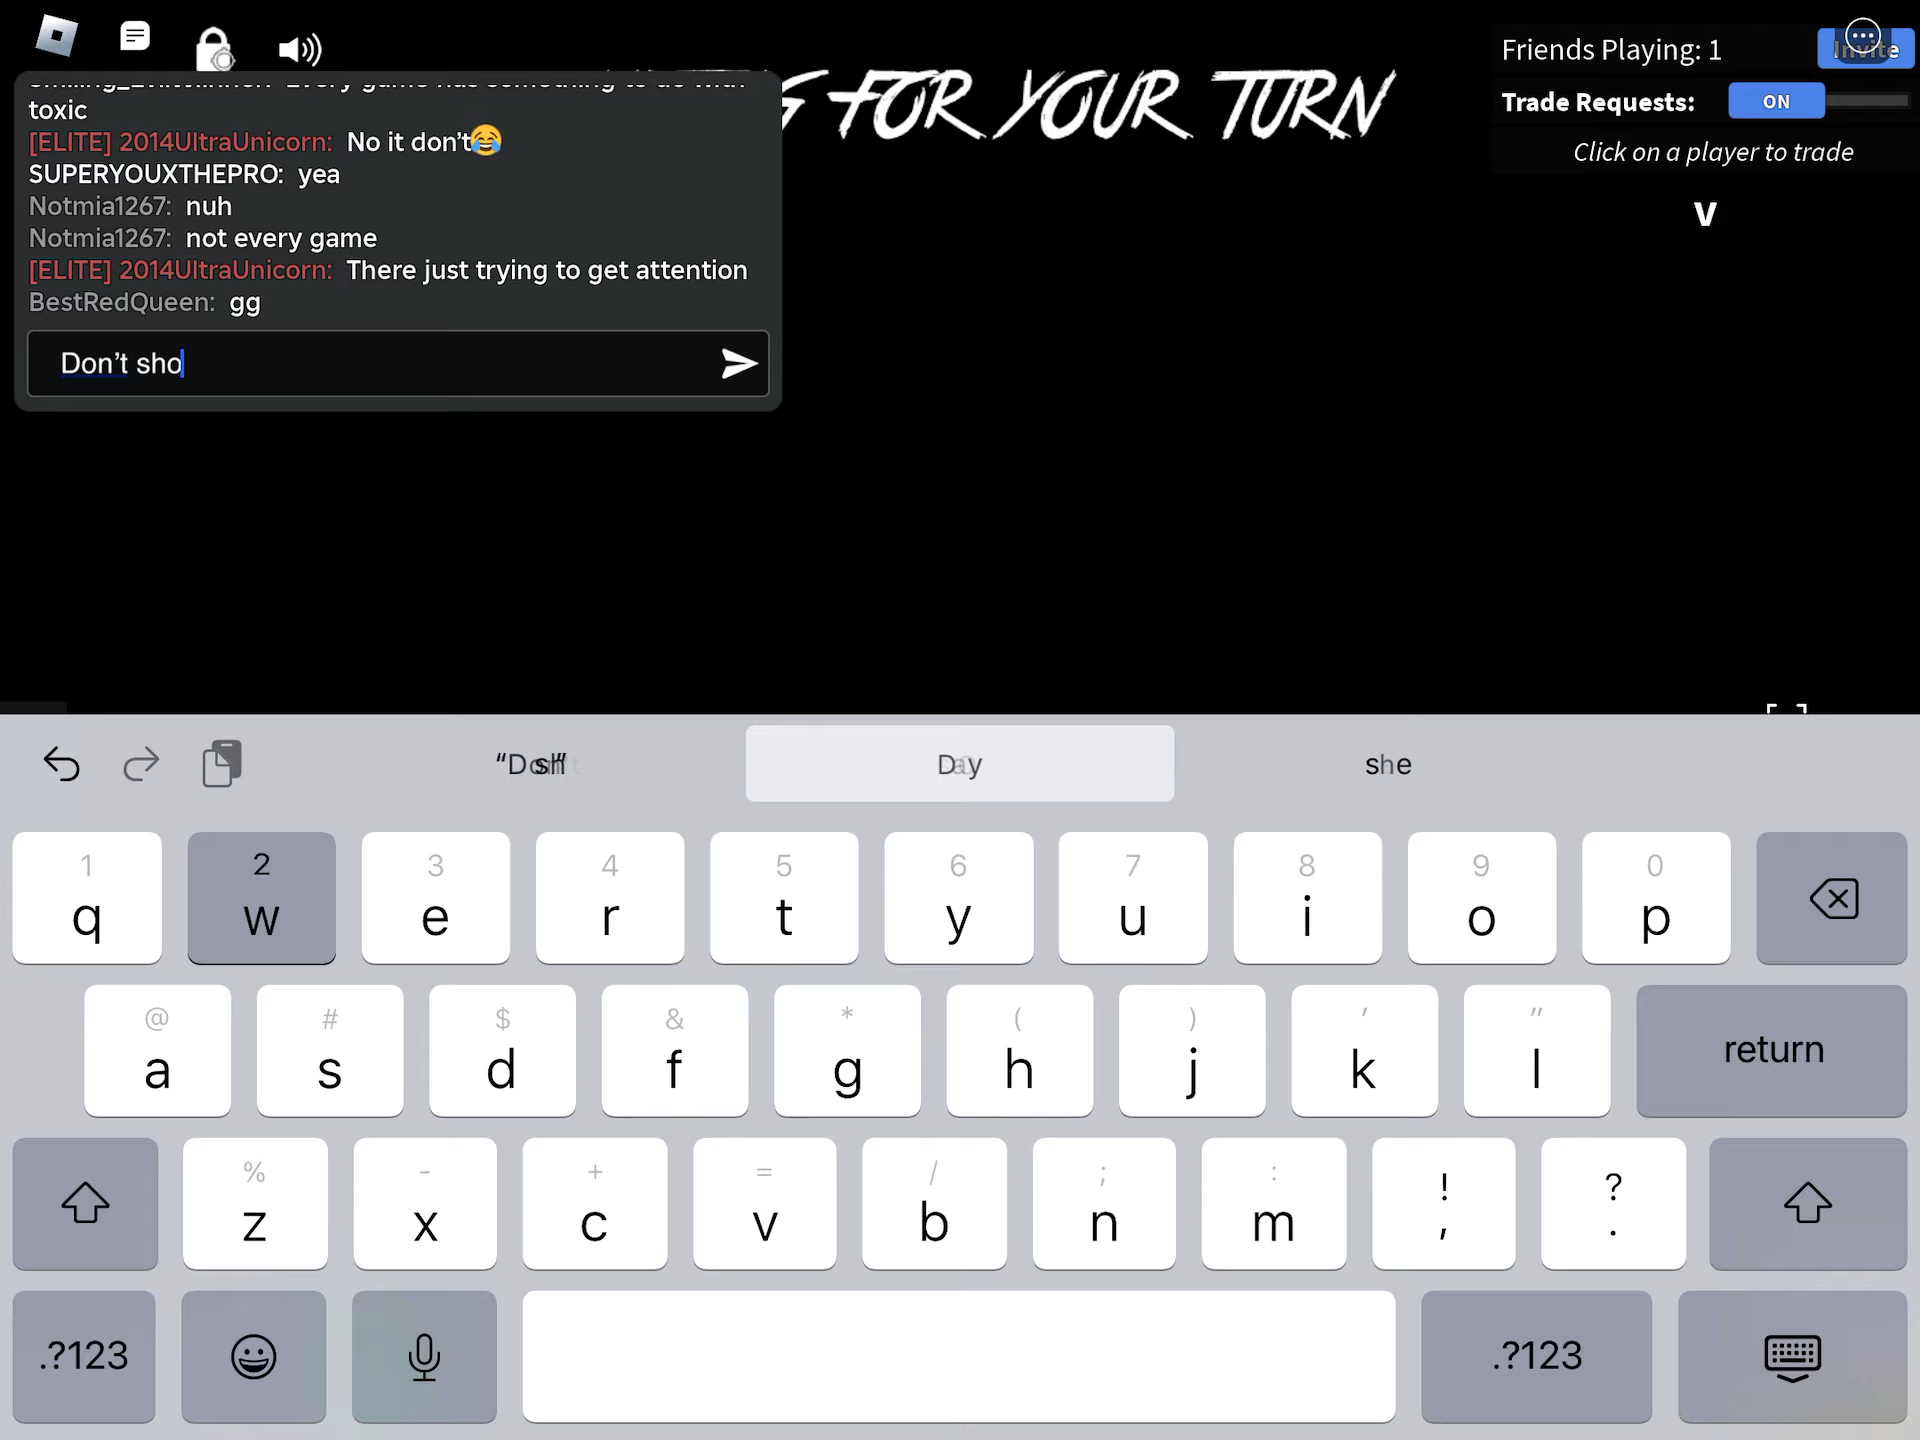 toxic
[ELITE] 2014UltraUnicorn: No it don’t😂
SUPERYOUXTHEPRO: yea
Notmia1267: nuh
Notmia1267: not every game
[ELITE] 2014UltraUnicorn: There just trying to get attention
BestRedQueen: gg
Don’t sho
FOR YOUR TURN
Friends Playing: 1
Invite
Trade Requests: ON
Click on a player to trade
V
Day
she
1 2 3 4 5 6 7 8 9 0
q w e r t y u i o p
@ # $ & * ( ) ' "
a s d f g h j k l
return
% - + = / ; : ! ?
z x c v b n m , .
.?123
.?123